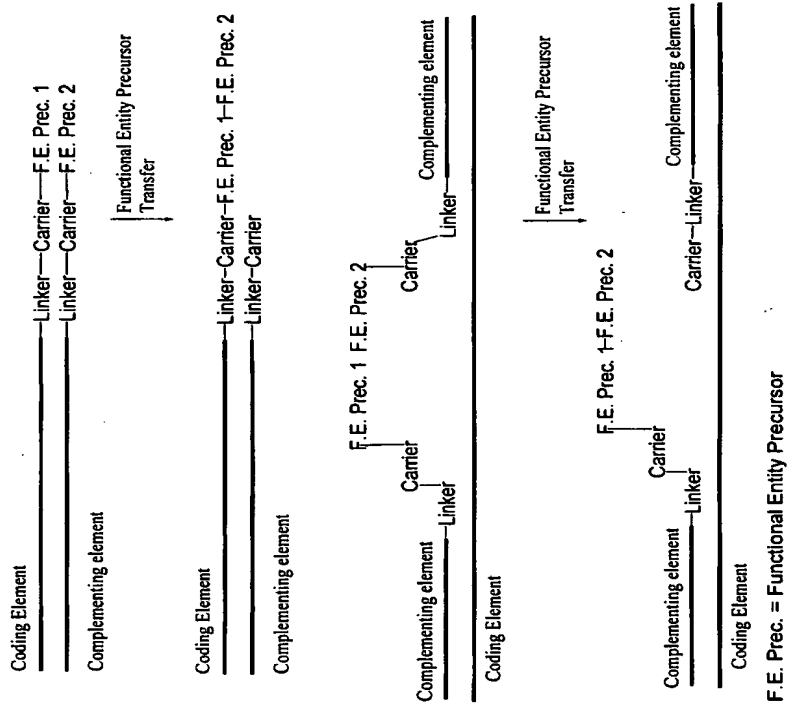 Coding Element
Linker—Carrier—F.E. Prec. 1
Linker—Carrier—F.E. Prec. 2
Complementing element
Functional Entity Precursor
Transfer
Coding Element
Linker-Carrier-F.E. Prec. 1-F.E. Prec. 2
Linker-Carrier
Complementing element
F.E. Prec. 1 F.E. Prec. 2
Carrier Carrier
Complementing element Linker Linker Complementing element
Coding Element
Functional Entity Precursor
Transfer
F.E. Prec. 1-F.E. Prec. 2
Carrier
Complementing element Linker Carrier-Linker Complementing element
Coding Element
F.E. Prec. = Functional Entity Precursor